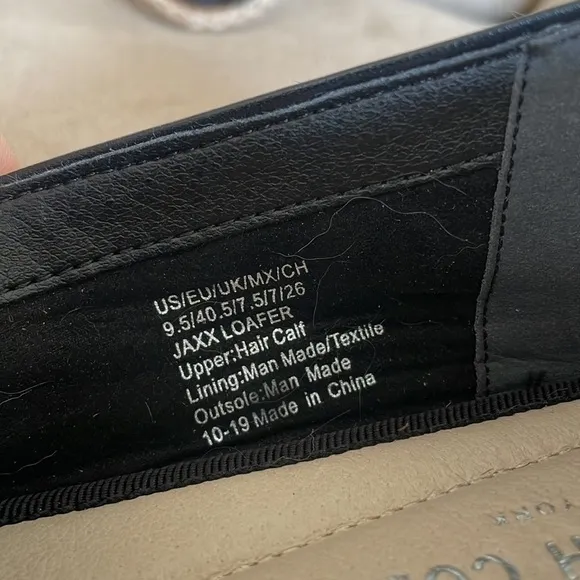 US/EU/UK/MX/CH
9.5/40.5/7.5/7/26
JAXX LOAFER
Upper:Hair Calf
Lining:Man Made/Textile
Outsole:Man Made
10-19 Made in China